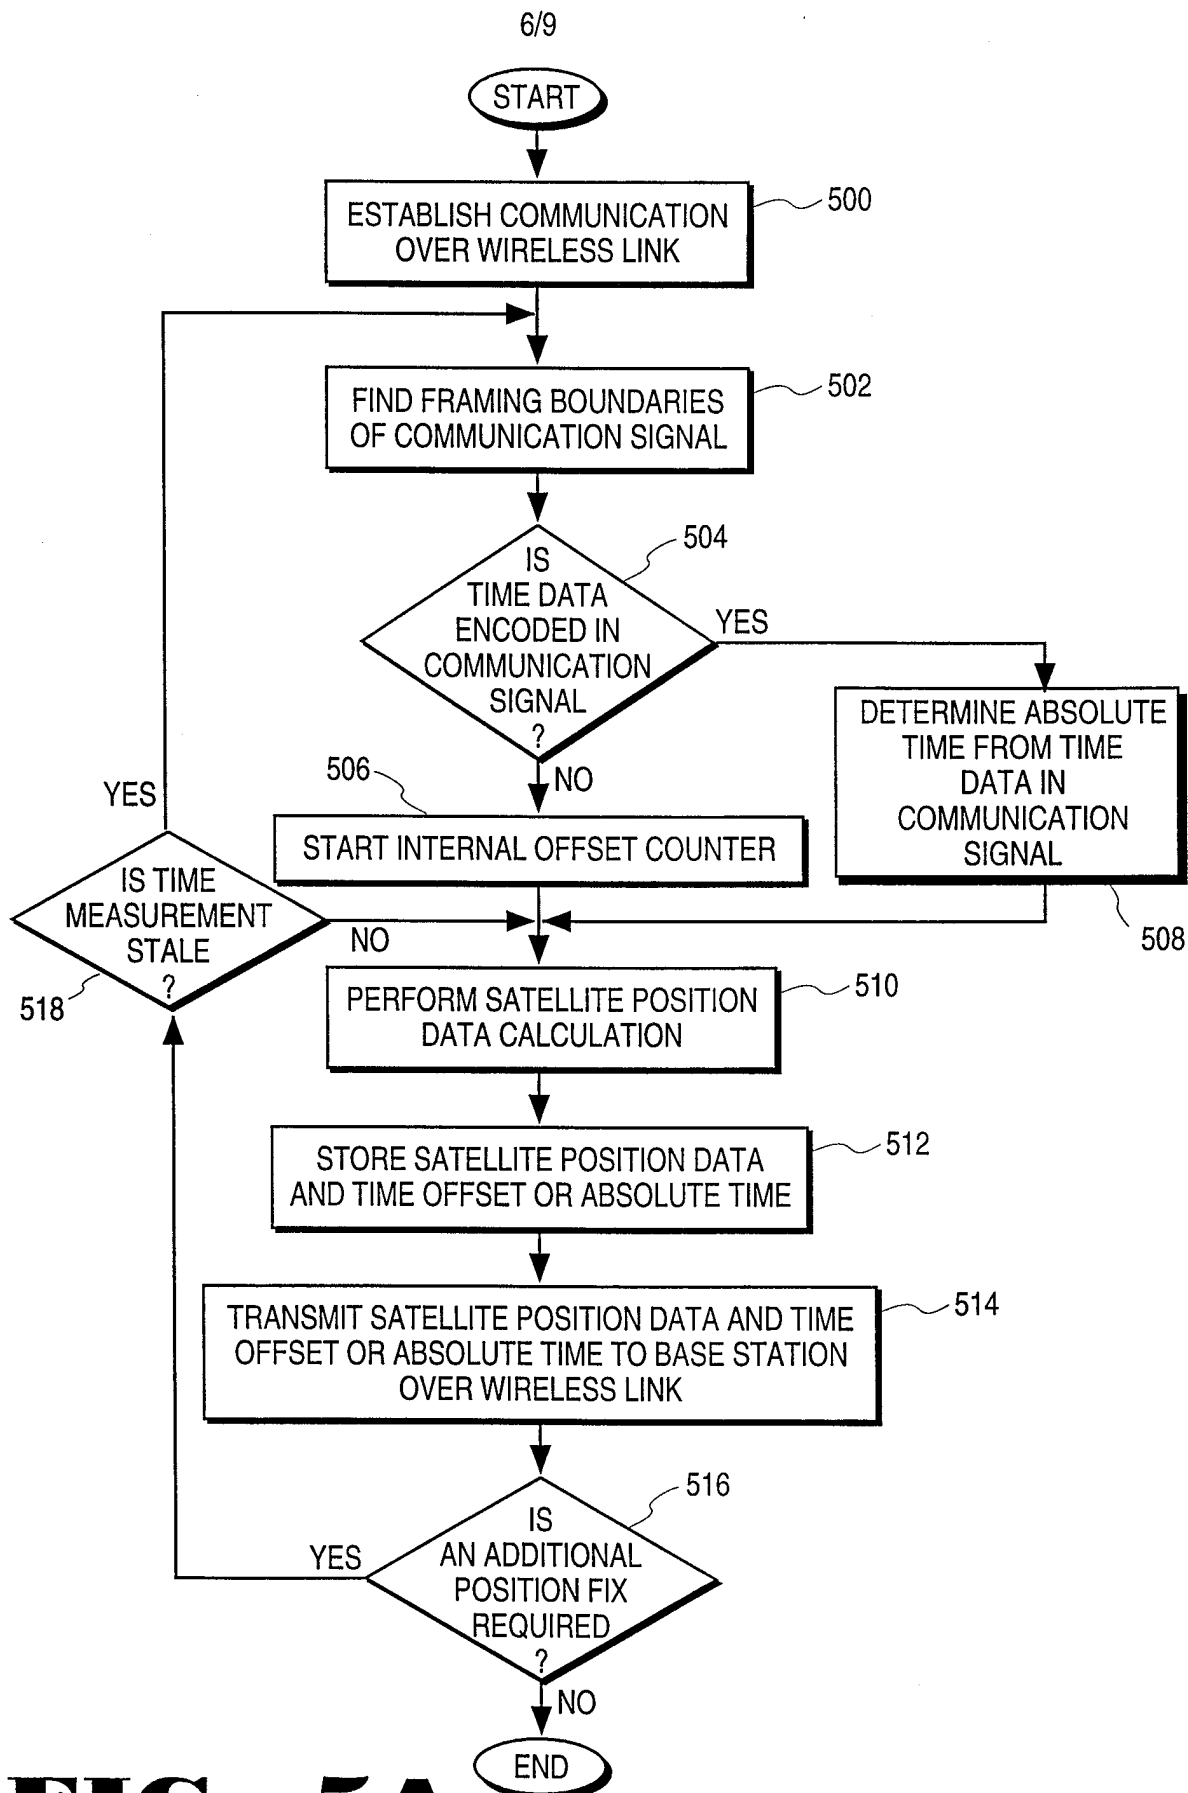 6/9
START
ESTABLISH COMMUNICATION
OVER WIRELESS LINK
500
FIND FRAMING BOUNDARIES
OF COMMUNICATION SIGNAL
502
IS
TIME DATA
ENCODED IN
COMMUNICATION
SIGNAL
?
504
YES
NO
DETERMINE ABSOLUTE
TIME FROM TIME
DATA IN
COMMUNICATION
SIGNAL
508
506
START INTERNAL OFFSET COUNTER
YES
IS TIME
MEASUREMENT
STALE
?
518
NO
PERFORM SATELLITE POSITION
DATA CALCULATION
510
STORE SATELLITE POSITION DATA
AND TIME OFFSET OR ABSOLUTE TIME
512
TRANSMIT SATELLITE POSITION DATA AND TIME
OFFSET OR ABSOLUTE TIME TO BASE STATION
OVER WIRELESS LINK
514
IS
AN ADDITIONAL
POSITION FIX
REQUIRED
?
516
YES
NO
END
FIG. 5A